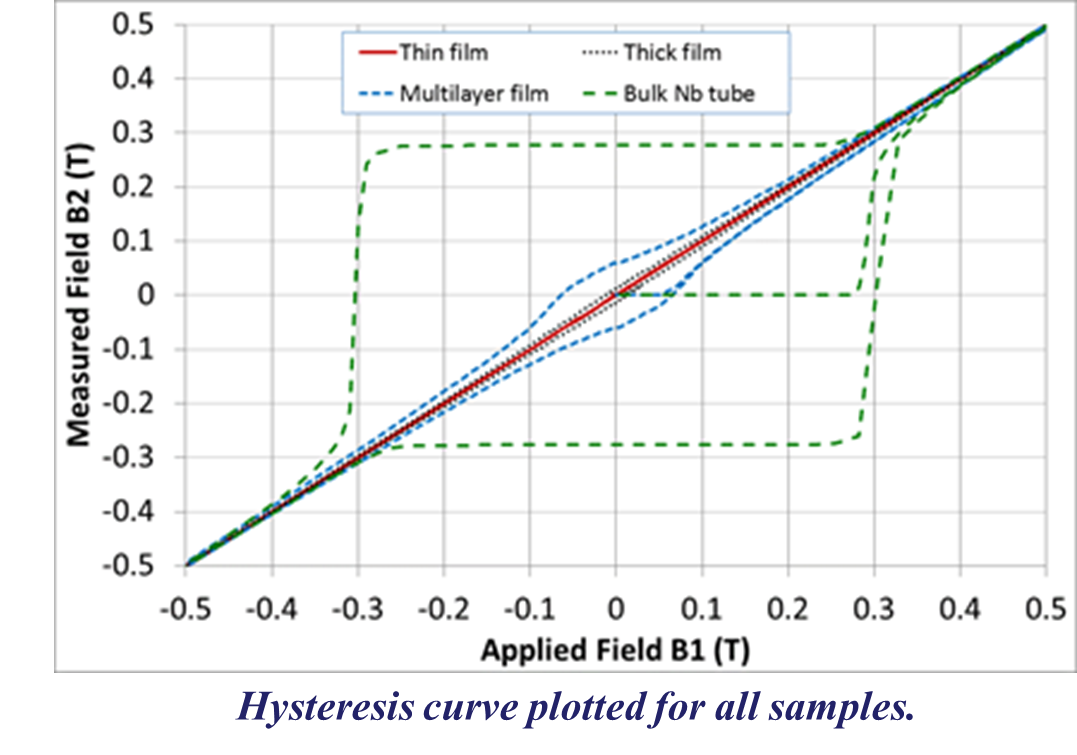 0.5
0.4
0.3
0.2
0.1
0
-0.1
-0.2
-0.3
-0.4
-0.5
Measured Field B2 (T)
Thin film
Thick film
Multilayer film
Bulk Nb tube
-0.5 -0.4 -0.3 -0.2 -0.1 0 0.1 0.2 0.3 0.4 0.5
Applied Field B1 (T)
Hysteresis curve plotted for all samples.